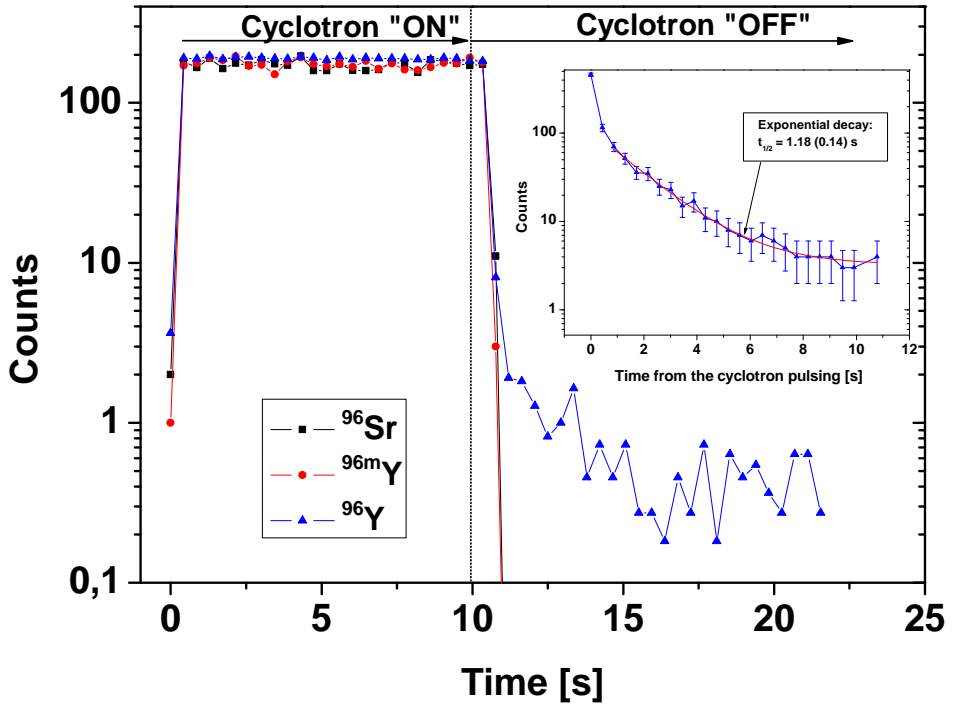 Cyclotron "ON" Cyclotron "OFF"
100
10
1
0,1
Counts
0 5 10 15 20 25
Time [s]
⁹⁶Sr
⁹⁶ᵐY
⁹⁶Y
100
10
1
Counts
Exponential decay:
t₁/₂ = 1.18 (0.14) s
0 2 4 6 8 10 12
Time from the cyclotron pulsing [s]